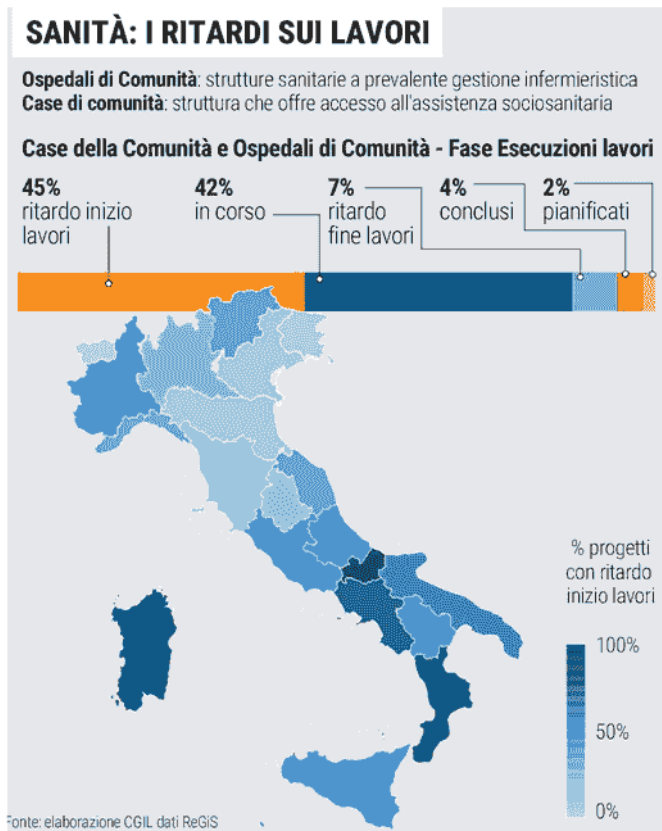 SANITÀ: I RITARDI SUI LAVORI
Ospedali di Comunità: strutture sanitarie a prevalente gestione infermieristica
Case di comunità: struttura che offre accesso all'assistenza sociosanitaria
Case della Comunità e Ospedali di Comunità - Fase Esecuzioni lavori
45%
ritardo inizio
lavori
42%
in corso
7%
ritardo
fine lavori
4%
conclusi
2%
pianificati
% progetti
con ritardo
inizio lavori
100%
50%
0%
Fonte: elaborazione CGIL dati ReGiS